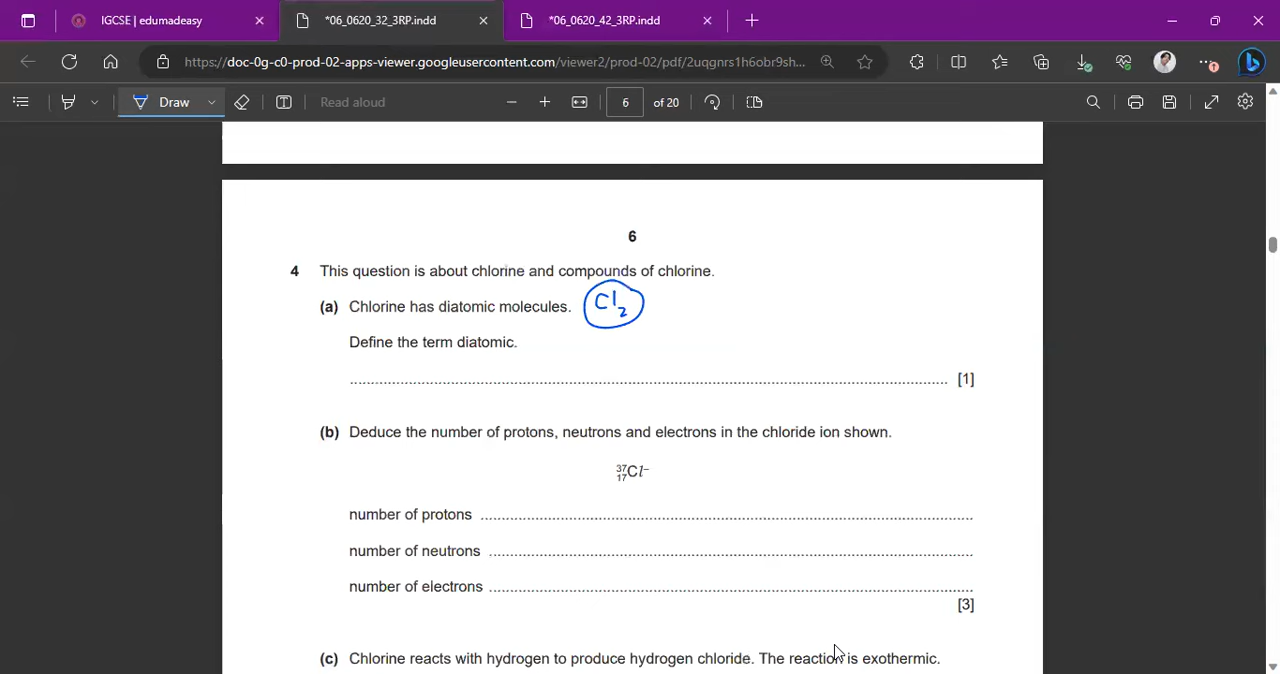 IGCSE | edumadeasy
*06_0620_32_3RP.indd
*06_0620_42_3RP.indd
https://doc-0g-c0-prod-02-apps-viewer.googleusercontent.com/viewer2/prod-02/pdf/2uqgnrs1h6obr9sh...
Draw
Read aloud
6
of 20
6
4 This question is about chlorine and compounds of chlorine.
(a) Chlorine has diatomic molecules. Cl₂
Define the term diatomic.
.......................................................................................................................... [1]
(b) Deduce the number of protons, neutrons and electrons in the chloride ion shown.
³⁷₁₇Cl⁻
number of protons ..........................................................................................................
number of neutrons ........................................................................................................
number of electrons ........................................................................................................
[3]
(c) Chlorine reacts with hydrogen to produce hydrogen chloride. The reaction is exothermic.